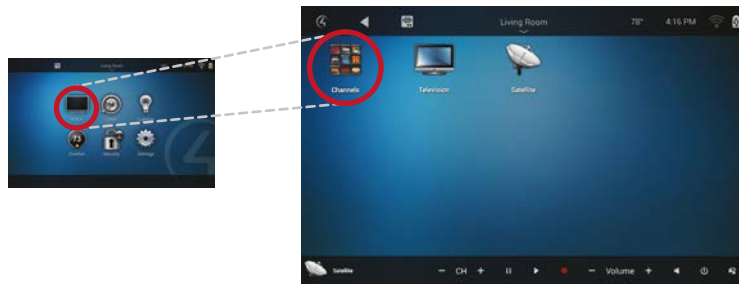 Living Room 78° 4:16 PM
Channels Television Satellite
Living Room
Watch Listen
Comfort Security Settings
73
Satellite − CH + − Volume +